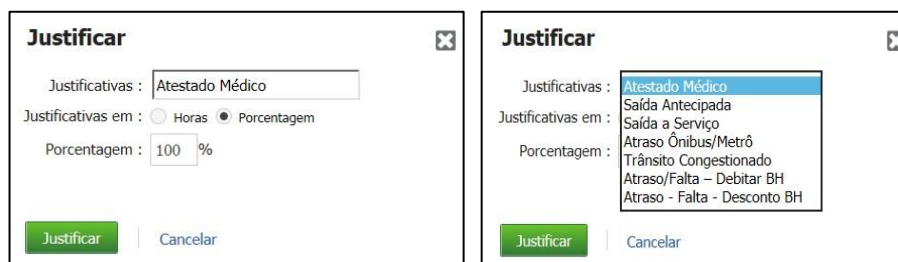 Justificar
Justificativas : Atestado Médico
Justificativas em : Horas Porcentagem
Porcentagem : 100 %
Justificar Cancelar
Justificar
Justificativas : Atestado Médico
Saída Antecipada
Justificativas em : Saída a Serviço
Atraso Ônibus/Metrô
Porcentagem : Trânsito Congestionado
Atraso/Falta – Debitar BH
Atraso - Falta - Desconto BH
Justificar Cancelar